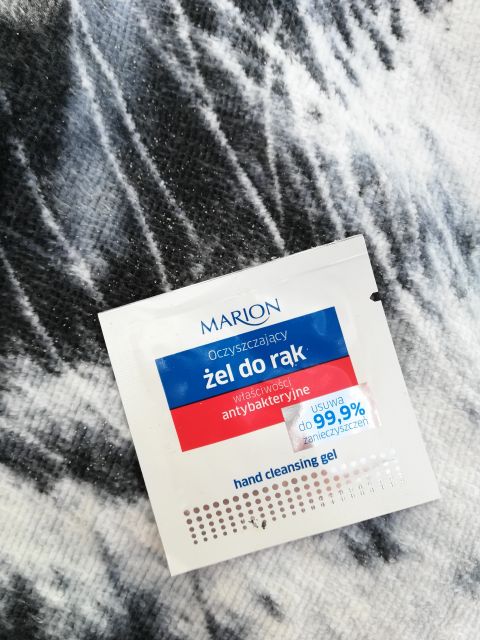 MARION
Oczyszczający
żel do rąk
właściwości
antybakteryjne
usuwa
do 99,9%
zanieczyszczeń
hand cleansing gel